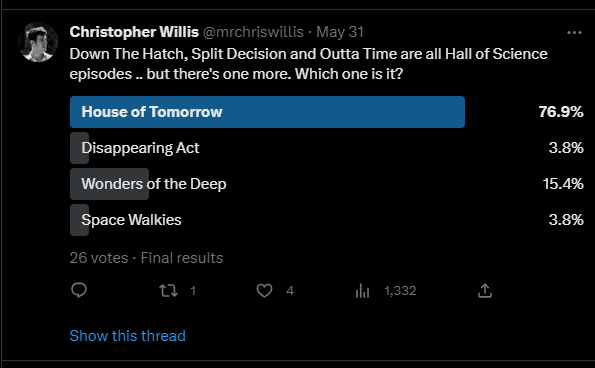 Christopher Willis @mrchriswillis · May 31
Down The Hatch, Split Decision and Outta Time are all Hall of Science
episodes .. but there's one more. Which one is it?
House of Tomorrow 76.9%
Disappearing Act 3.8%
Wonders of the Deep 15.4%
Space Walkies 3.8%
26 votes · Final results
1 4 1,332
Show this thread